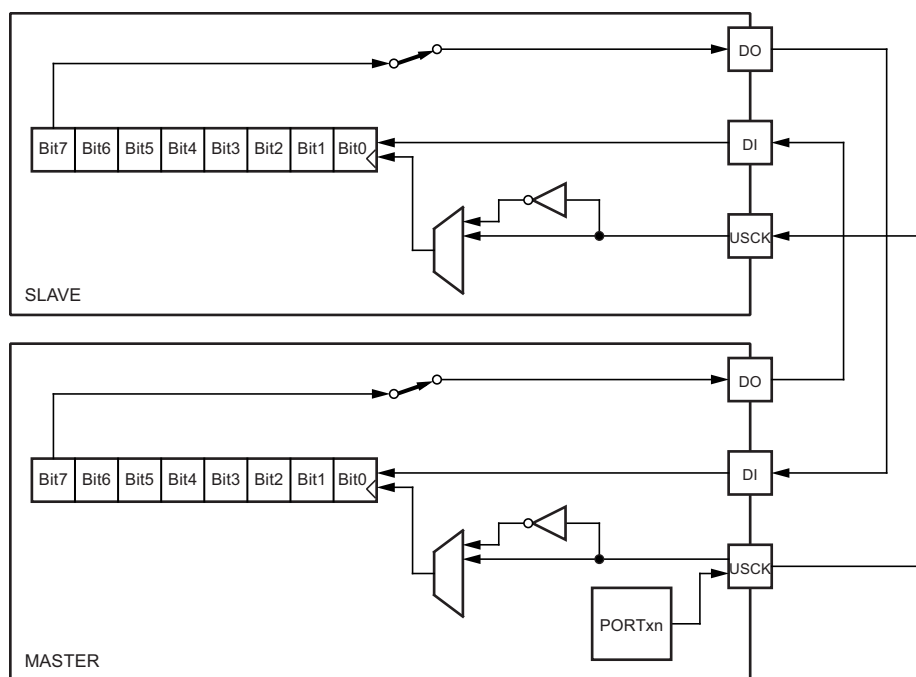 DO
Bit7 Bit6 Bit5 Bit4 Bit3 Bit2 Bit1 Bit0
DI
USCK
SLAVE
DO
Bit7 Bit6 Bit5 Bit4 Bit3 Bit2 Bit1 Bit0
DI
USCK
PORTxn
MASTER